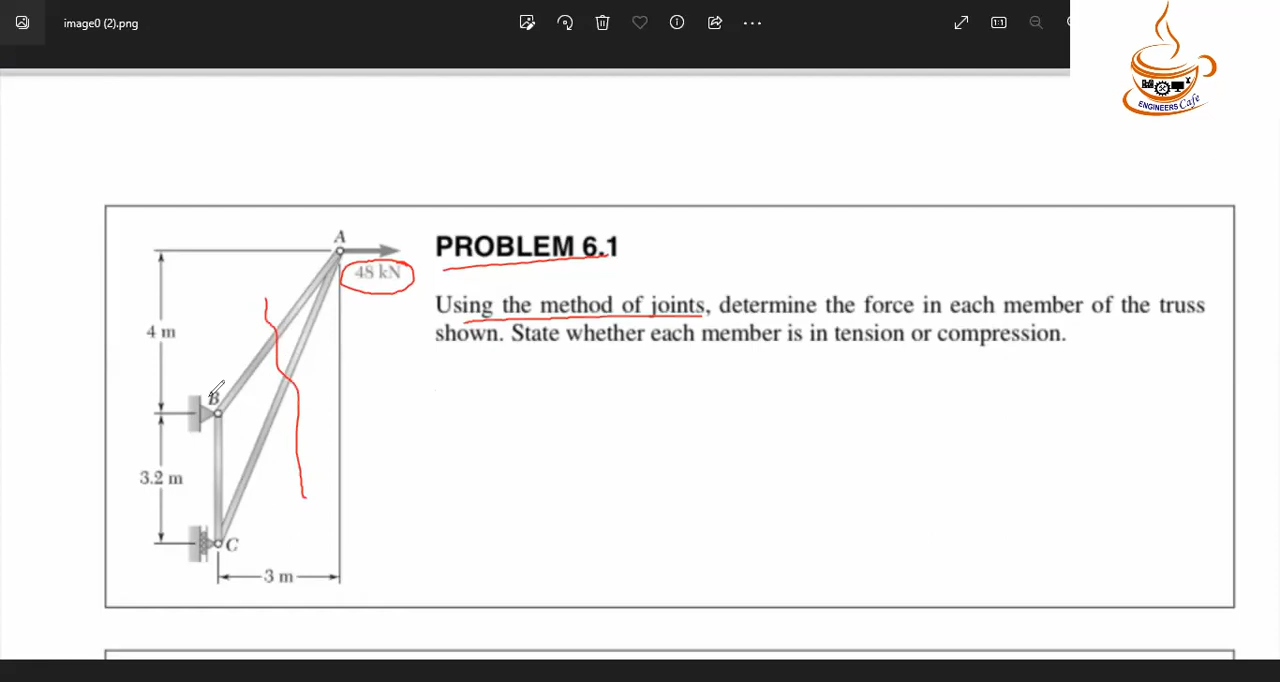 image0 (2).png
1:1
ENGINEERS Cafe
A
PROBLEM 6.1
48 kN
Using the method of joints, determine the force in each member of the truss
shown. State whether each member is in tension or compression.
4 m
B
3.2 m
C
3 m